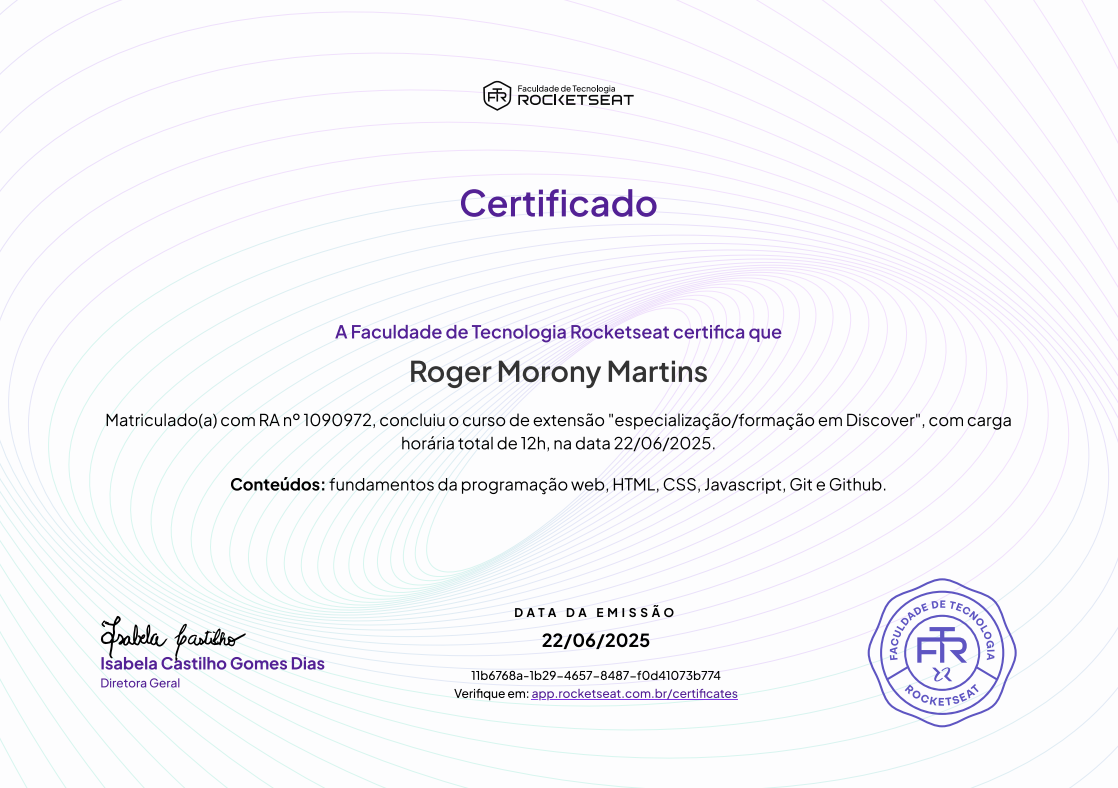 Faculdade de Tecnologia
ROCKETSEAT
Certificado
A Faculdade de Tecnologia Rocketseat certifica que
Roger Morony Martins
Matriculado(a) com RA nº 1090972, concluiu o curso de extensão "especialização/formação em Discover", com carga
horária total de 12h, na data 22/06/2025.
Conteúdos: fundamentos da programação web, HTML, CSS, Javascript, Git e Github.
Isabela Castilho
Isabela Castilho Gomes Dias
Diretora Geral
DATA DA EMISSÃO
22/06/2025
11b6768a-1b29-4657-8487-f0d41073b774
Verifique em: app.rocketseat.com.br/certificates
FACULDADE DE TECNOLOGIA
FTR
ROCKETSEAT